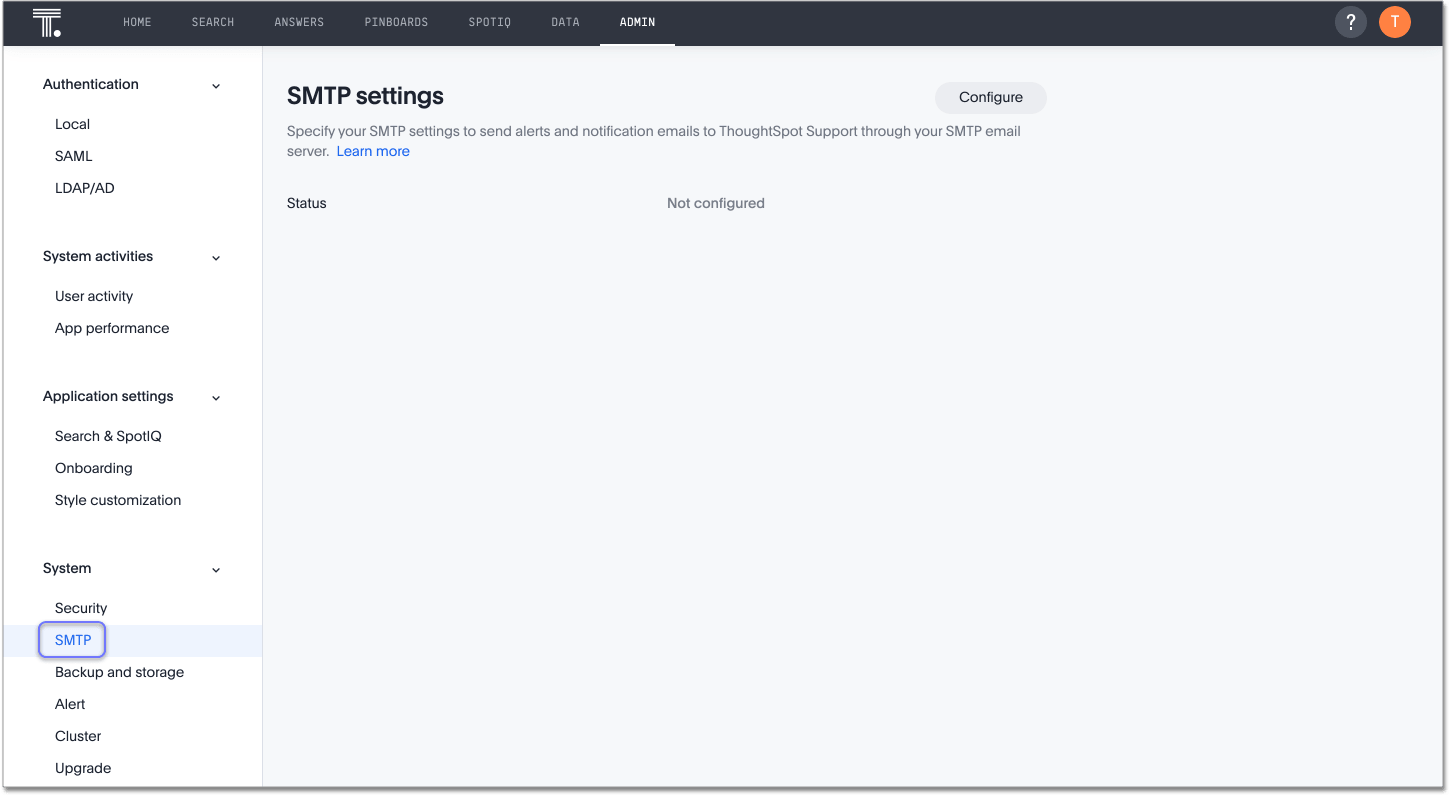 HOME SEARCH ANSWERS PINBOARDS SPOTIQ DATA ADMIN ? T
Authentication
Local
SAML
LDAP/AD
System activities
User activity
App performance
Application settings
Search & SpotIQ
Onboarding
Style customization
System
Security
SMTP
Backup and storage
Alert
Cluster
Upgrade
SMTP settings
Configure
Specify your SMTP settings to send alerts and notification emails to ThoughtSpot Support through your SMTP email
server. Learn more
Status Not configured